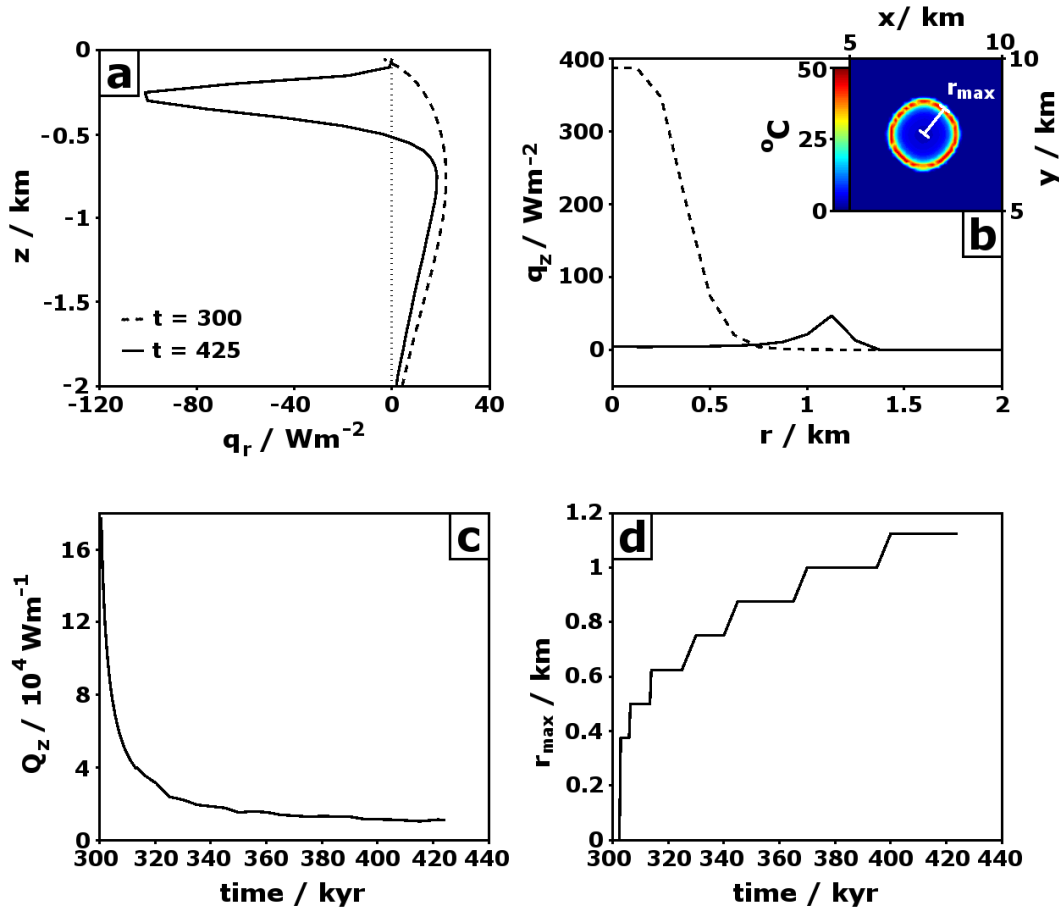 a
0
-0.5
-1
-1.5
-2
z / km
t = 300
t = 425
-120
-80
-40
0
40
q_r / Wm⁻²
x / km
5
10
b
400
300
200
100
0
q_z / Wm⁻²
50
25
0
ºC
r_max
10
5
y / km
0
0.5
1
1.5
2
r / km
c
16
12
8
4
0
Q_z / 10⁴ Wm⁻¹
300 320 340 360 380 400 420 440
time / kyr
d
1.2
1
0.8
0.6
0.4
0.2
0
r_max / km
300 320 340 360 380 400 420 440
time / kyr